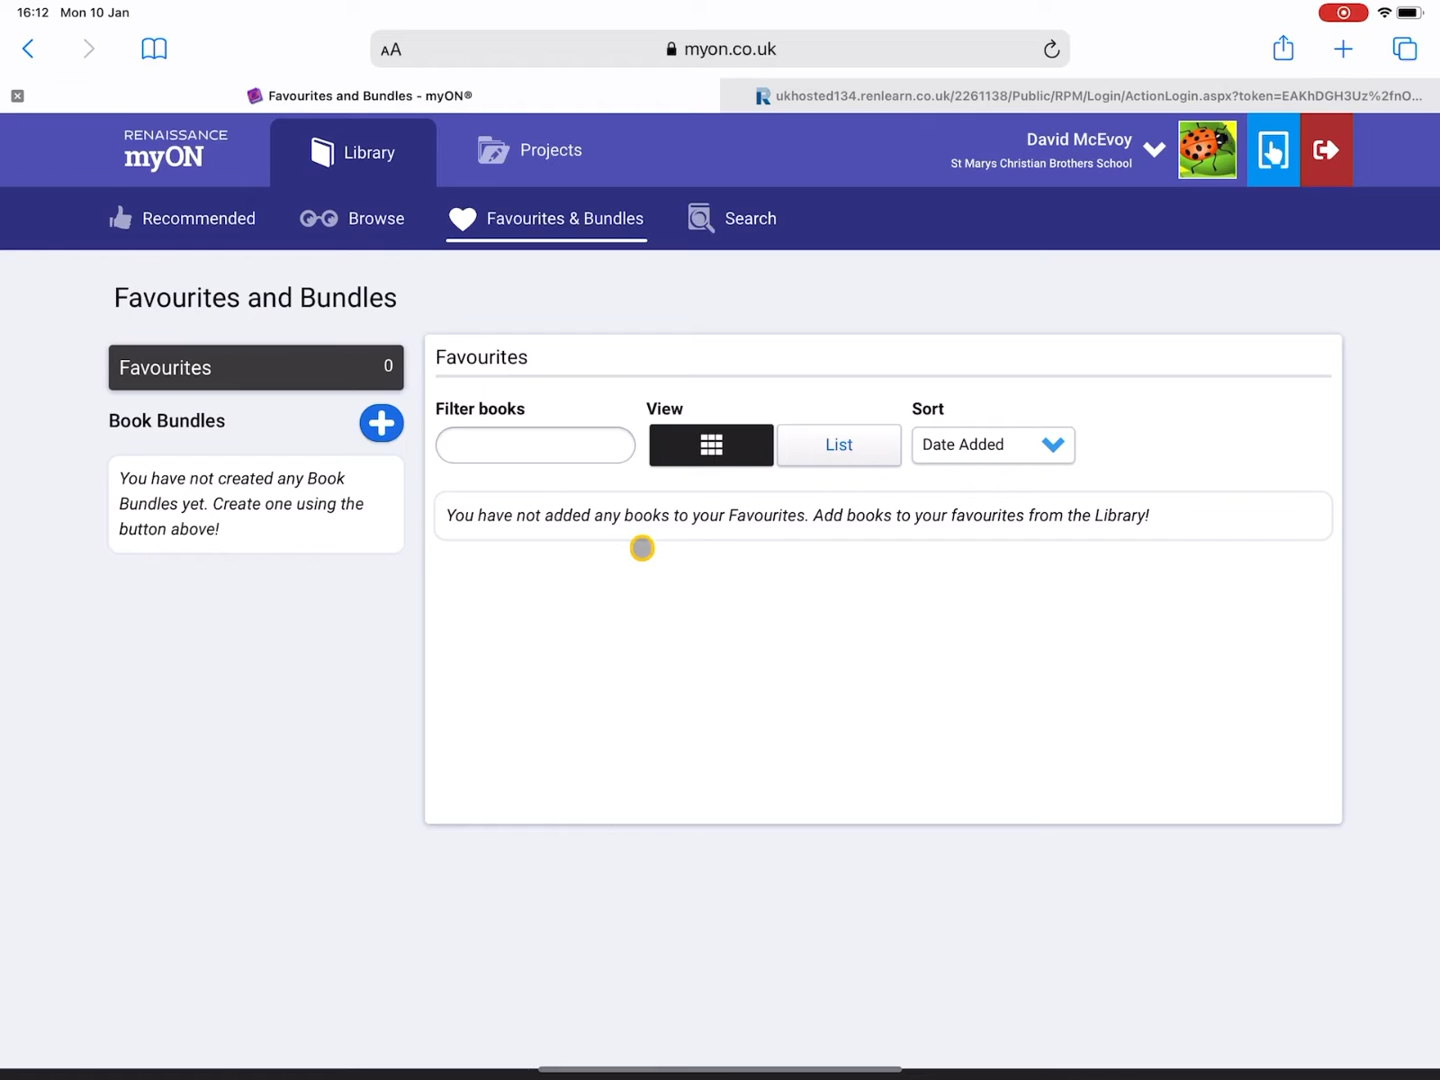 16:12 Mon 10 Jan
AA
myon.co.uk
Favourites and Bundles - myON®
ukhosted134.renlearn.co.uk/2261138/Public/RPM/Login/ActionLogin.aspx?token=EAKhDGH3Uz%2fnO...
RENAISSANCE
myON
Library
Projects
David McEvoy
St Marys Christian Brothers School
Recommended
Browse
Favourites & Bundles
Search
Favourites and Bundles
Favourites 0
Book Bundles
You have not created any Book
Bundles yet. Create one using the
button above!
Favourites
Filter books
View
Sort
List
Date Added
You have not added any books to your Favourites. Add books to your favourites from the Library!